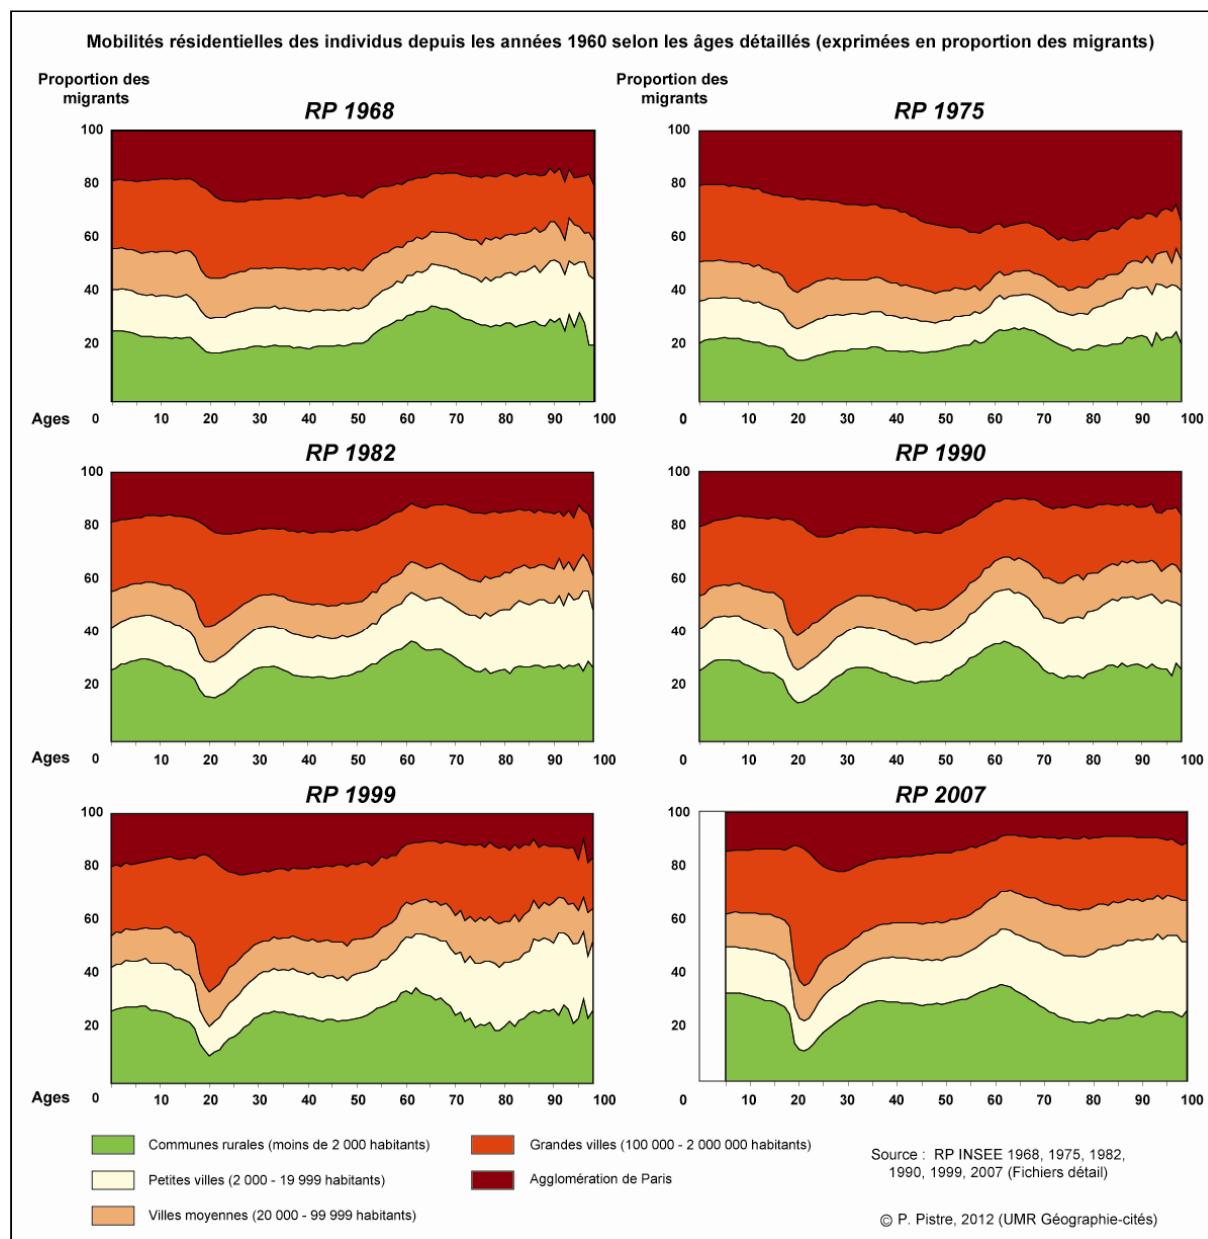 Mobilités résidentielles des individus depuis les années 1960 selon les âges détaillés (exprimées en proportion des migrants)
Proportion des
migrants
RP 1968
100
80
60
40
20
Ages 0 10 20 30 40 50 60 70 80 90 100
Proportion des
migrants
RP 1975
100
80
60
40
20
0 10 20 30 40 50 60 70 80 90 100
RP 1982
100
80
60
40
20
Ages 0 10 20 30 40 50 60 70 80 90 100
RP 1990
100
80
60
40
20
0 10 20 30 40 50 60 70 80 90 100
RP 1999
100
80
60
40
20
Ages 0 10 20 30 40 50 60 70 80 90 100
RP 2007
100
80
60
40
20
0 10 20 30 40 50 60 70 80 90 100
Communes rurales (moins de 2 000 habitants)
Petites villes (2 000 - 19 999 habitants)
Villes moyennes (20 000 - 99 999 habitants)
Grandes villes (100 000 - 2 000 000 habitants)
Agglomération de Paris
Source : RP INSEE 1968, 1975, 1982,
1990, 1999, 2007 (Fichiers détail)
© P. Pistre, 2012 (UMR Géographie-cités)